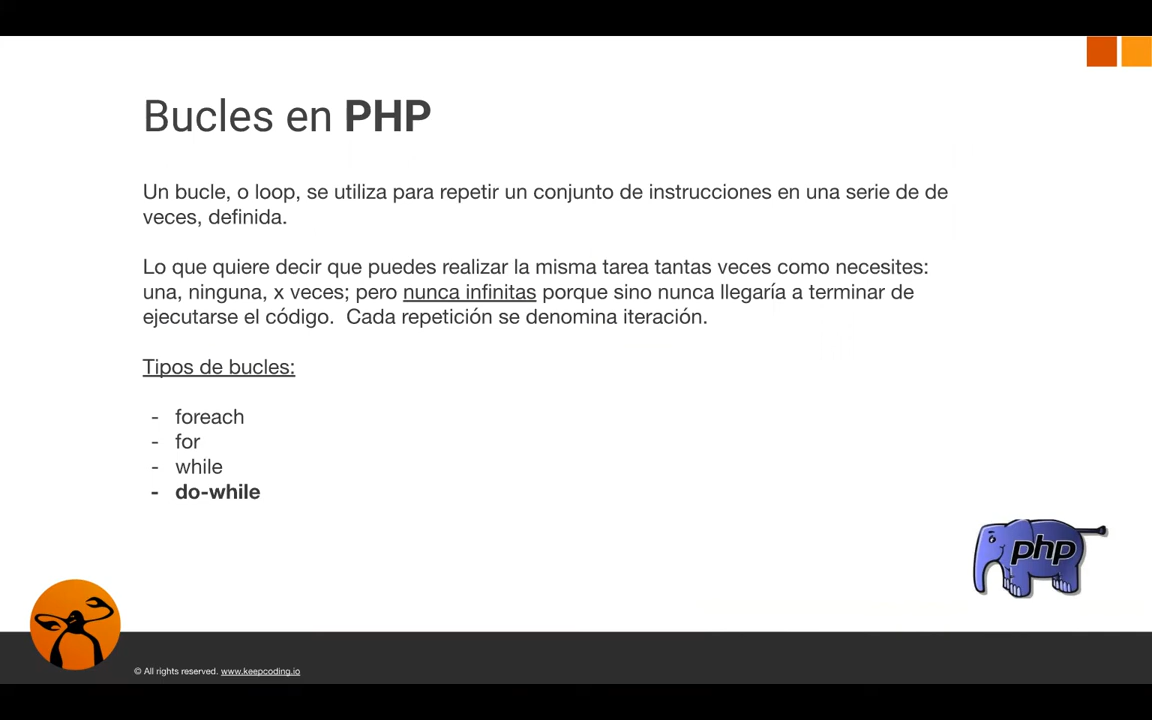 Bucles en PHP
Un bucle, o loop, se utiliza para repetir un conjunto de instrucciones en una serie de de
veces, definida.
Lo que quiere decir que puedes realizar la misma tarea tantas veces como necesites:
una, ninguna, x veces; pero nunca infinitas porque sino nunca llegaría a terminar de
ejecutarse el código.  Cada repetición se denomina iteración.
Tipos de bucles:
- foreach
- for
- while
- do-while
php
© All rights reserved. www.keepcoding.io